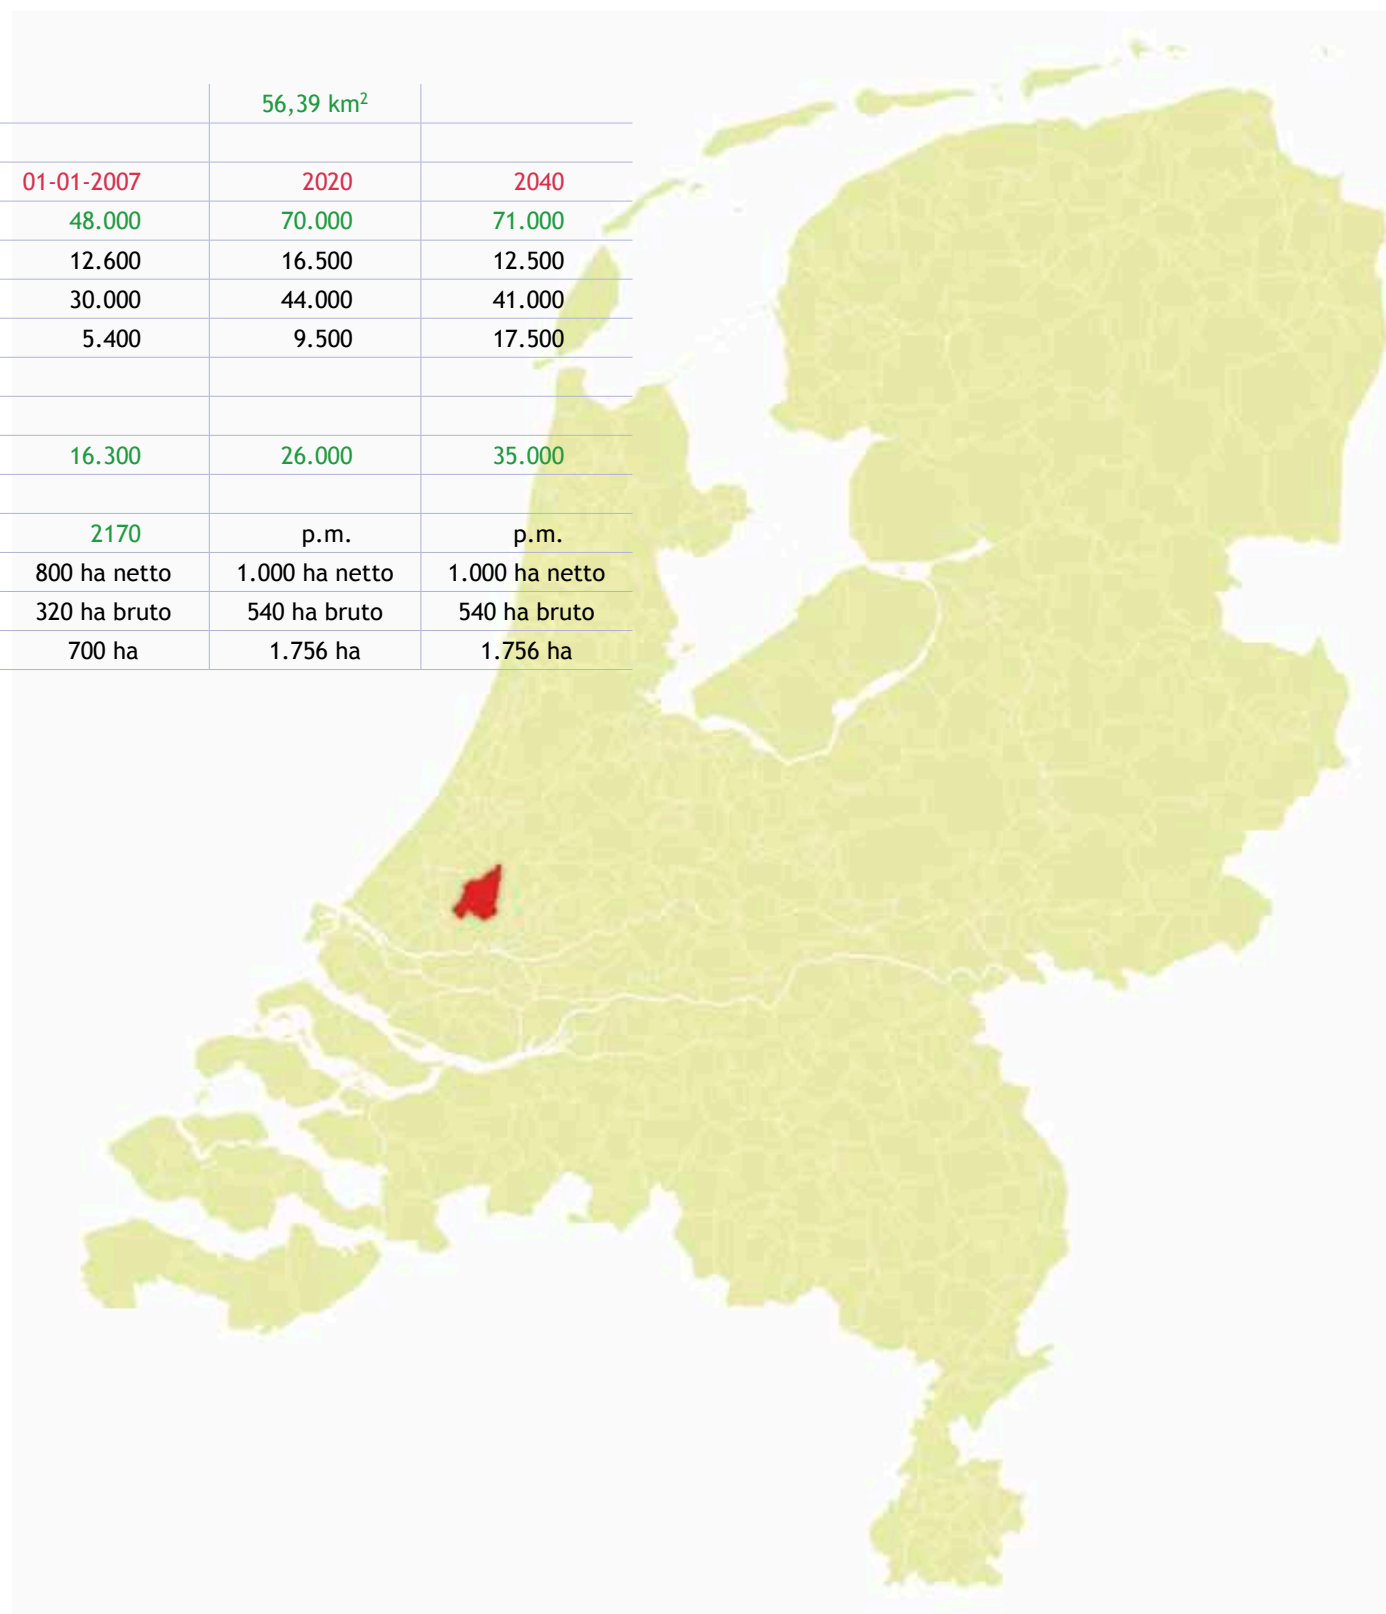 56,39 km²
01-01-2007 2020 2040
48.000 70.000 71.000
12.600 16.500 12.500
30.000 44.000 41.000
5.400 9.500 17.500
16.300 26.000 35.000
2170 p.m. p.m.
800 ha netto 1.000 ha netto 1.000 ha netto
320 ha bruto 540 ha bruto 540 ha bruto
700 ha 1.756 ha 1.756 ha